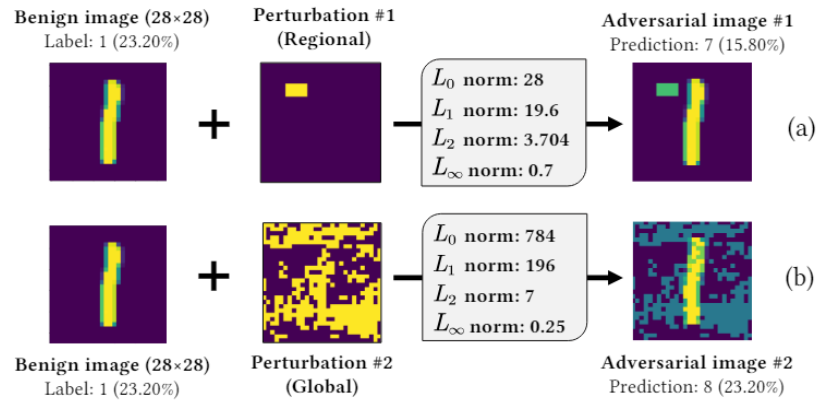 Benign image (28×28)
Label: 1 (23.20%)
Perturbation #1
(Regional)
Adversarial image #1
Prediction: 7 (15.80%)
L₀ norm: 28
L₁ norm: 19.6
L₂ norm: 3.704
L∞ norm: 0.7
(a)
L₀ norm: 784
L₁ norm: 196
L₂ norm: 7
L∞ norm: 0.25
(b)
Benign image (28×28)
Label: 1 (23.20%)
Perturbation #2
(Global)
Adversarial image #2
Prediction: 8 (23.20%)